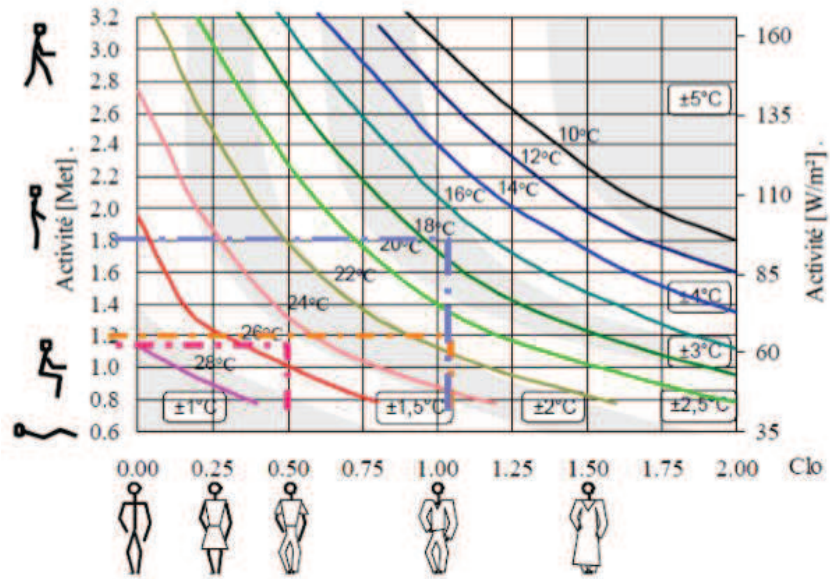 3.2
3.0
2.8
2.6
2.4
2.2
2.0
1.8
1.6
1.4
1.2
1.0
0.8
0.6
Activité [Met] .
160
135
110
85
60
35
Activité [W/m²] .
±5°C
10°C
12°C
14°C
16°C
18°C
20°C
22°C
24°C
26°C
28°C
±4°C
±3°C
±1°C
±1,5°C
±2°C
±2,5°C
0.00 0.25 0.50 0.75 1.00 1.25 1.50 1.75 2.00 Clo